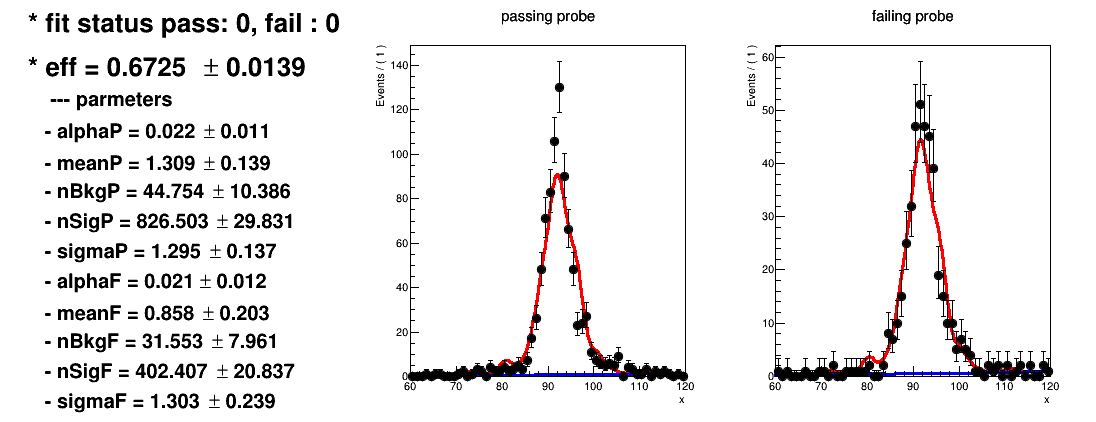 * fit status pass: 0, fail : 0
* eff = 0.6725 ± 0.0139
--- parmeters
- alphaP = 0.022 ± 0.011
- meanP = 1.309 ± 0.139
- nBkgP = 44.754 ± 10.386
- nSigP = 826.503 ± 29.831
- sigmaP = 1.295 ± 0.137
- alphaF = 0.021 ± 0.012
- meanF = 0.858 ± 0.203
- nBkgF = 31.553 ± 7.961
- nSigF = 402.407 ± 20.837
- sigmaF = 1.303 ± 0.239
passing probe
Events / ( 1 )
140
120
100
80
60
40
20
0
60 70 80 90 100 110 120
x
failing probe
Events / ( 1 )
60
50
40
30
20
10
0
60 70 80 90 100 110 120
x